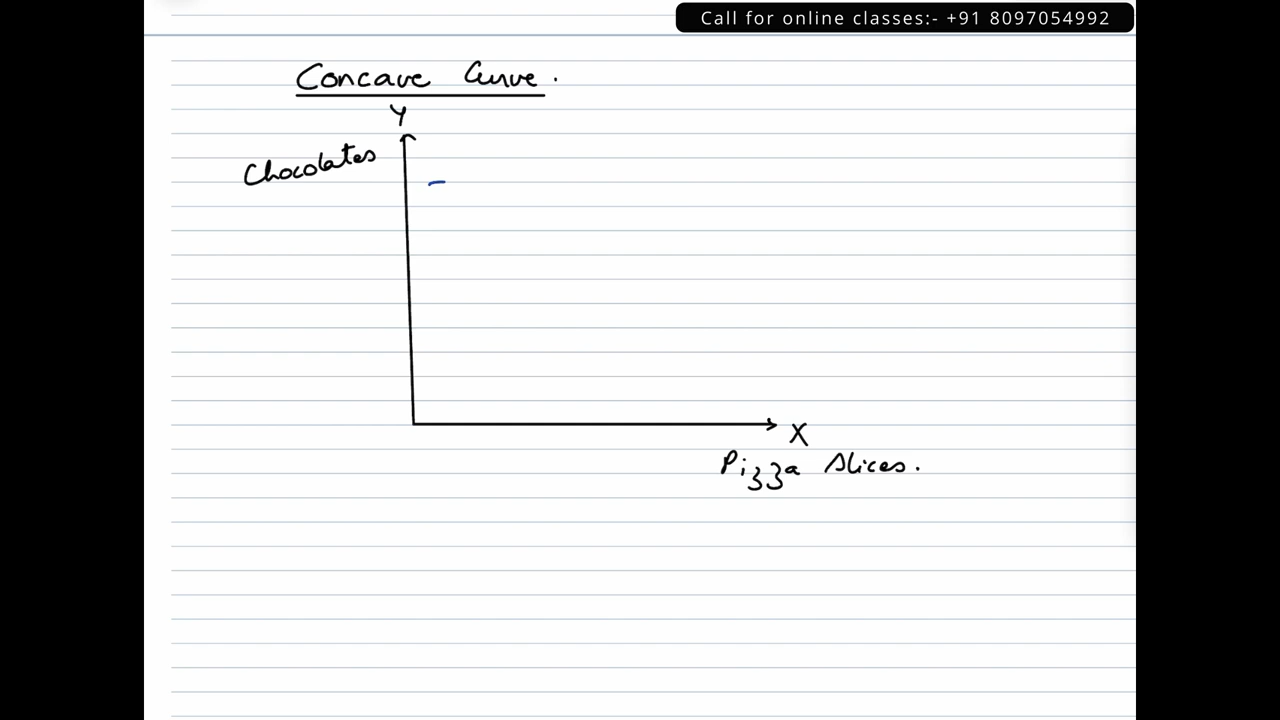 Call for online classes:- +91 8097054992
Concave Curve.
Y
Chocolates
X
Pizza Slices.